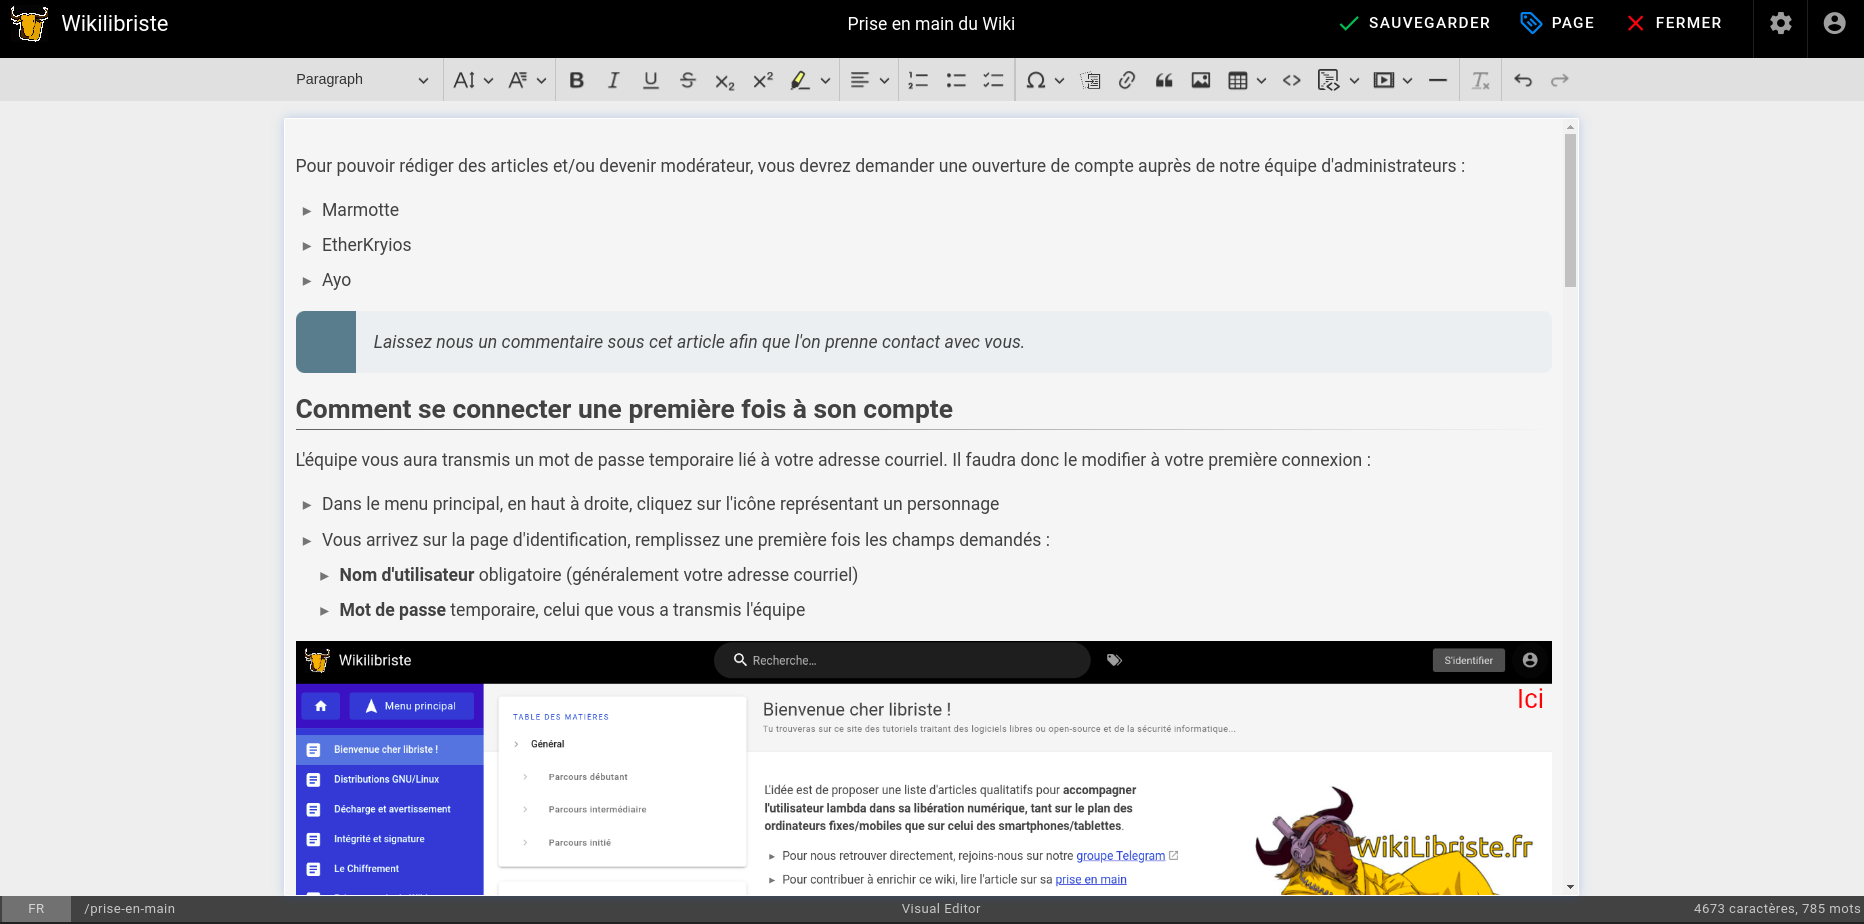 Wikilibriste
Prise en main du Wiki
SAUVEGARDER
PAGE
FERMER
Paragraph
Pour pouvoir rédiger des articles et/ou devenir modérateur, vous devrez demander une ouverture de compte auprès de notre équipe d'administrateurs :
Marmotte
EtherKryios
Ayo
Laissez nous un commentaire sous cet article afin que l'on prenne contact avec vous.
Comment se connecter une première fois à son compte
L'équipe vous aura transmis un mot de passe temporaire lié à votre adresse courriel. Il faudra donc le modifier à votre première connexion :
Dans le menu principal, en haut à droite, cliquez sur l'icône représentant un personnage
Vous arrivez sur la page d'identification, remplissez une première fois les champs demandés :
Nom d'utilisateur obligatoire (généralement votre adresse courriel)
Mot de passe temporaire, celui que vous a transmis l'équipe
Wikilibriste
Recherche...
S'identifier
Ici
Menu principal
Bienvenue cher libriste !
Distributions GNU/Linux
Décharge et avertissement
Intégrité et signature
Le Chiffrement
TABLE DES MATIÈRES
Général
Parcours débutant
Parcours intermédiaire
Parcours initié
Bienvenue cher libriste !
Tu trouveras sur ce site des tutoriels traitant des logiciels libres ou open-source et de la sécurité informatique...
L'idée est de proposer une liste d'articles qualitatifs pour accompagner
l'utilisateur lambda dans sa libération numérique, tant sur le plan des
ordinateurs fixes/mobiles que sur celui des smartphones/tablettes.
Pour nous retrouver directement, rejoins-nous sur notre groupe Telegram
Pour contribuer à enrichir ce wiki, lire l'article sur sa prise en main
WikiLibriste.fr
FR
/prise-en-main
Visual Editor
4673 caractères, 785 mots